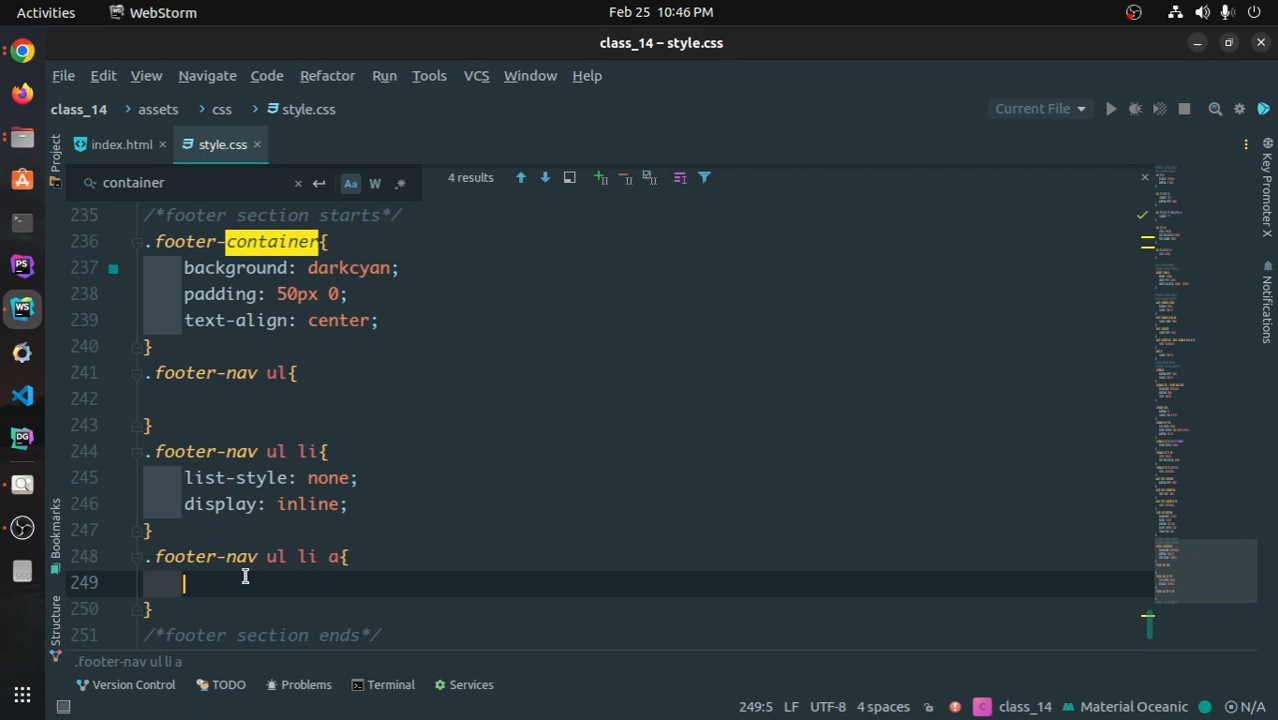 Activities WebStorm Feb 25 10:46 PM
class_14 – style.css
File Edit View Navigate Code Refactor Run Tools VCS Window Help
class_14 > assets > css > style.css Current File
index.html style.css
container Aa W .* 4 results
235 /*footer section starts*/
236 .footer-container{
237 background: darkcyan;
238 padding: 50px 0;
239 text-align: center;
240 }
241 .footer-nav ul{
242
243 }
244 .footer-nav ul li{
245 list-style: none;
246 display: inline;
247 }
248 .footer-nav ul li a{
249
250 }
251 /*footer section ends*/
.footer-nav ul li a
Version Control TODO Problems Terminal Services
249:5 LF UTF-8 4 spaces C class_14 Material Oceanic N/A
Project
Bookmarks
Structure
Key Promoter X
Notifications
PS
WS
DG
SSD